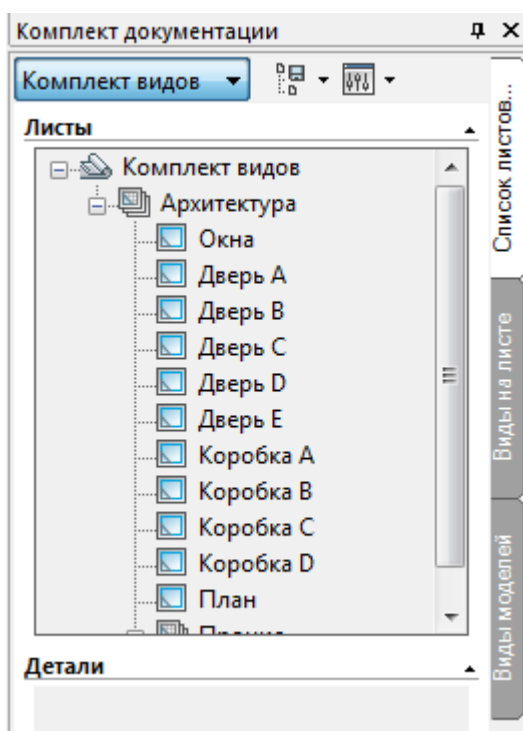 Комплект документации
Комплект видов
Листы
Комплект видов
Архитектура
Окна
Дверь A
Дверь B
Дверь C
Дверь D
Дверь E
Коробка A
Коробка B
Коробка C
Коробка D
План
Детали
Список листов...
Виды на листе
Виды моделей